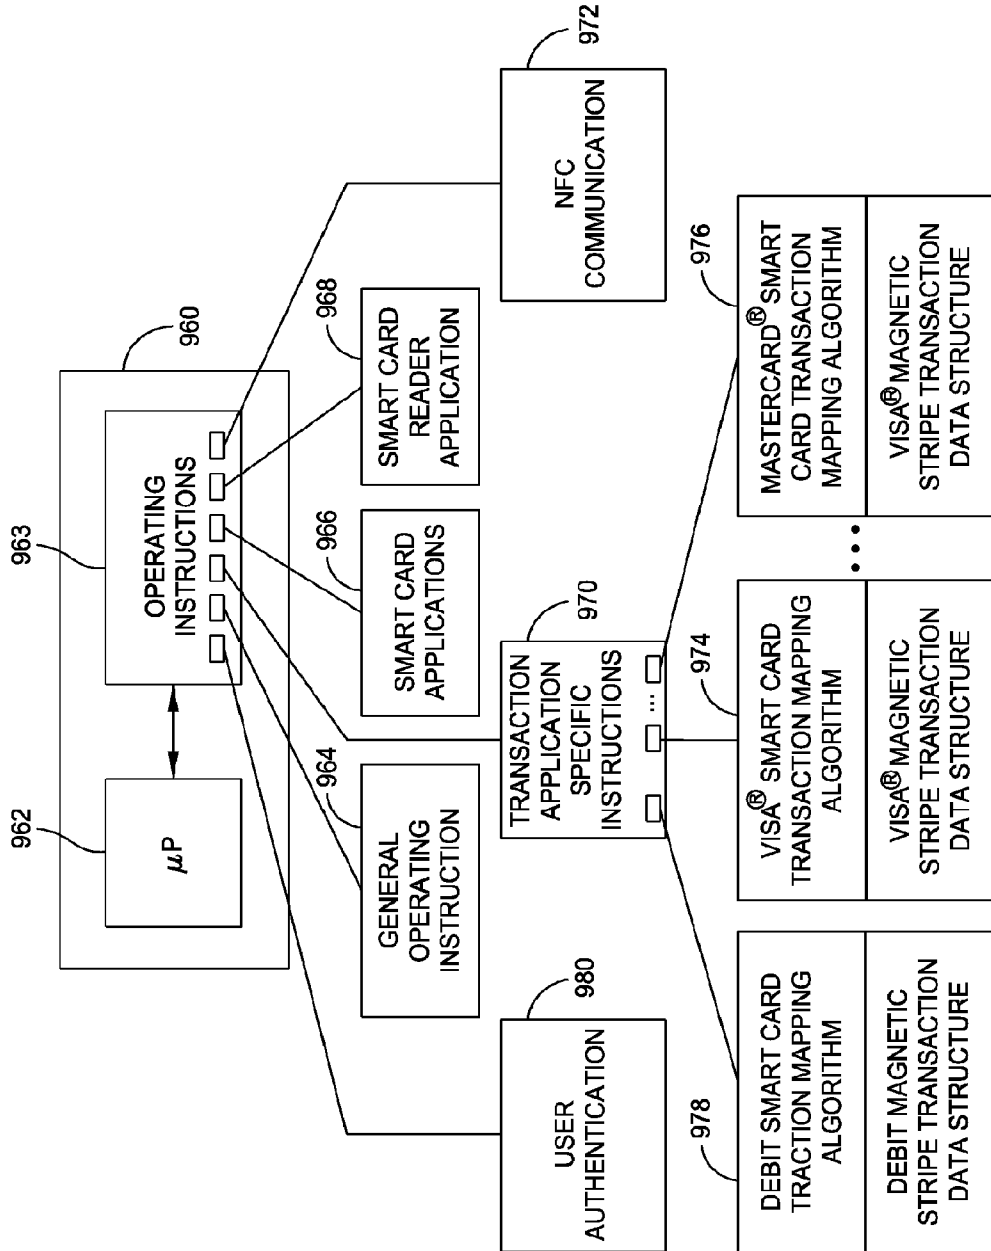 960
962
μP
963
OPERATING
INSTRUCTIONS
980
USER
AUTHENTICATION
964
GENERAL
OPERATING
INSTRUCTION
966
SMART CARD
APPLICATIONS
968
SMART CARD
READER
APPLICATION
972
NFC
COMMUNICATION
970
TRANSACTION
APPLICATION
SPECIFIC
INSTRUCTIONS
...
978
DEBIT SMART CARD
TRACTION MAPPING
ALGORITHM
DEBIT MAGNETIC
STRIPE TRANSACTION
DATA STRUCTURE
974
VISA® SMART CARD
TRANSACTION MAPPING
ALGORITHM
VISA® MAGNETIC
STRIPE TRANSACTION
DATA STRUCTURE
•••
976
MASTERCARD® SMART
CARD TRANSACTION
MAPPING ALGORITHM
VISA® MAGNETIC
STRIPE TRANSACTION
DATA STRUCTURE